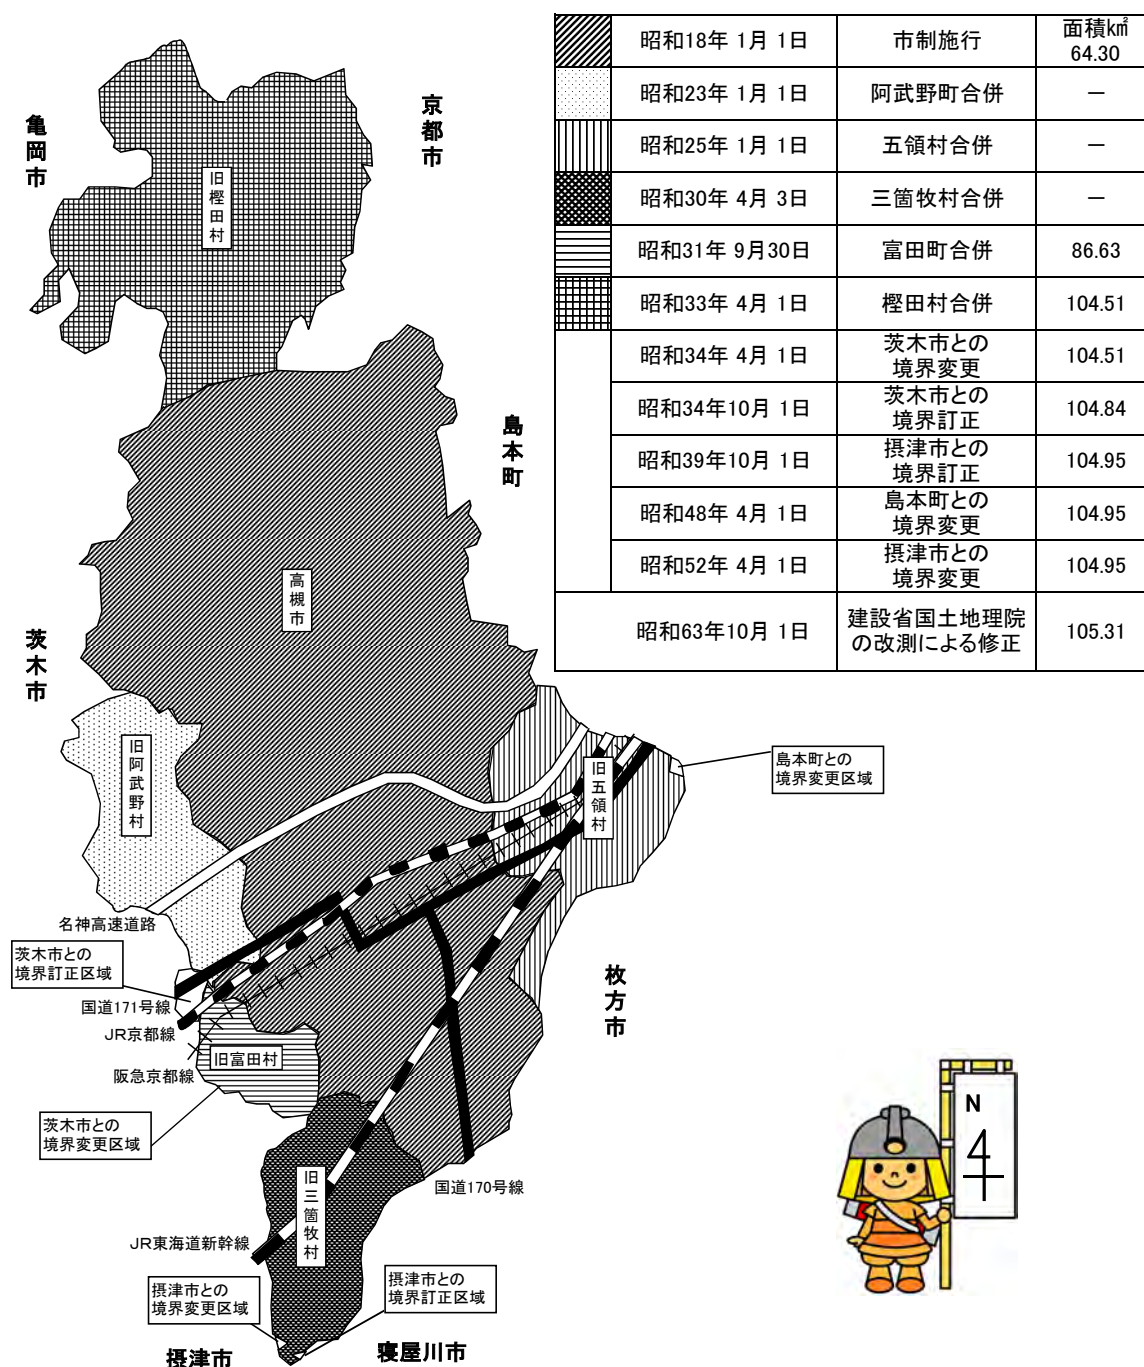 昭和18年 1月 1日 市制施行 面積k㎡
64.30
昭和23年 1月 1日 阿武野町合併 －
昭和25年 1月 1日 五領村合併 －
昭和30年 4月 3日 三箇牧村合併 －
昭和31年 9月30日 富田町合併 86.63
昭和33年 4月 1日 樫田村合併 104.51
昭和34年 4月 1日 茨木市との
境界変更 104.51
昭和34年10月 1日 茨木市との
境界訂正 104.84
昭和39年10月 1日 摂津市との
境界訂正 104.95
昭和48年 4月 1日 島本町との
境界変更 104.95
昭和52年 4月 1日 摂津市との
境界変更 104.95
昭和63年10月 1日 建設省国土地理院
の改測による修正 105.31
亀岡市
京都市
旧樫田村
島本町
高槻市
茨木市
旧阿武野村
旧五領村
島本町との
境界変更区域
名神高速道路
茨木市との
境界訂正区域
国道171号線
JR京都線
阪急京都線
旧富田村
枚方市
茨木市との
境界変更区域
国道170号線
旧三箇牧村
JR東海道新幹線
摂津市との
境界変更区域
摂津市との
境界訂正区域
摂津市
寝屋川市
N